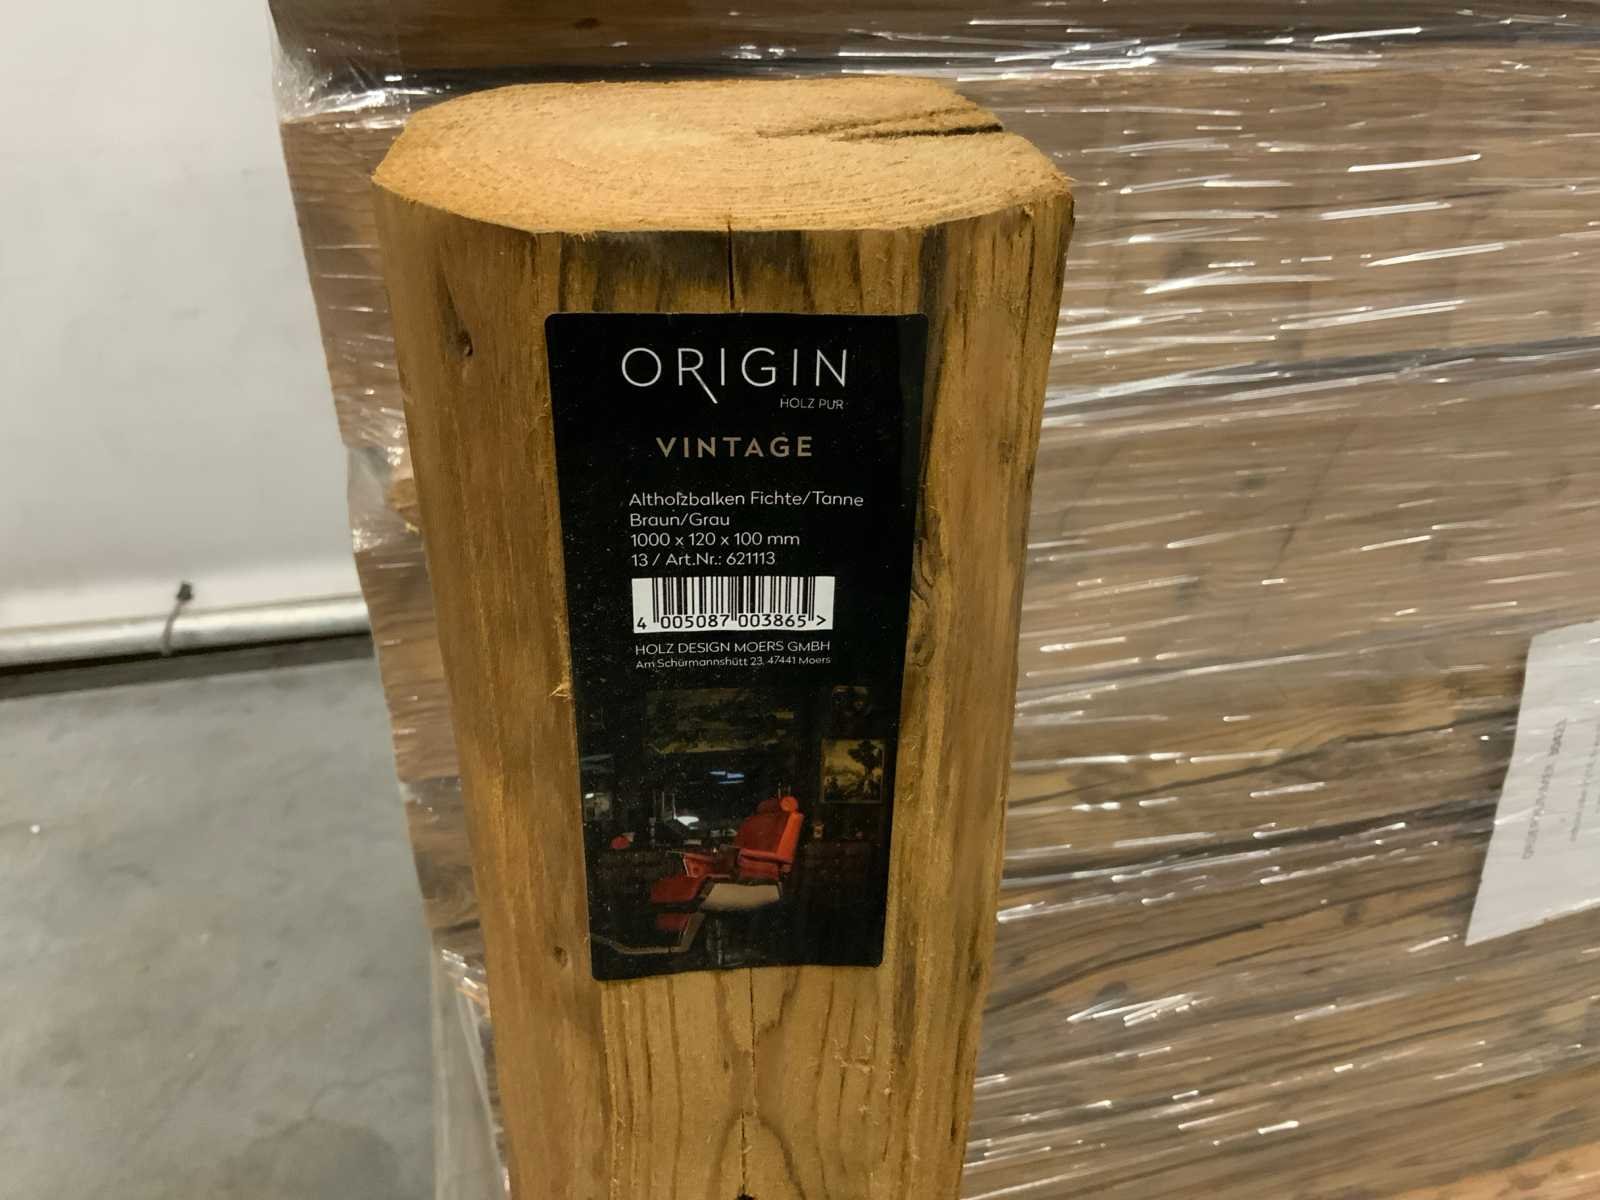 ORIGIN
HOLZ PUR
VINTAGE
Altholzbalken Fichte/Tanne
Braun/Grau
1000 x 120 x 100 mm
13 / Art.Nr.: 621113
4 005087 003865 >
HOLZ DESIGN MOERS GMBH
Am Schürmannshütt 23, 47441 Moers